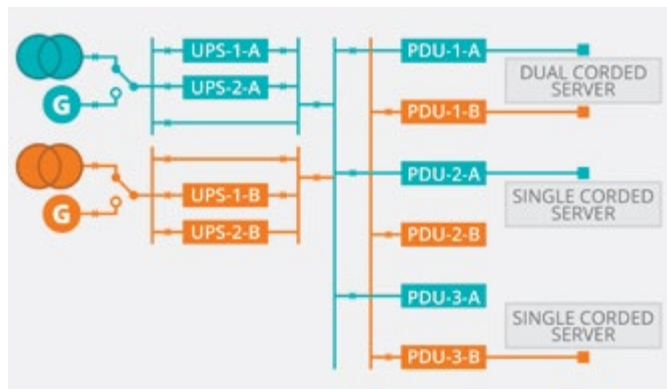 UPS-1-A
PDU-1-A
UPS-2-A
DUAL CORDED
SERVER
G
PDU-1-B
PDU-2-A
UPS-1-B
SINGLE CORDED
SERVER
G
UPS-2-B
PDU-2-B
PDU-3-A
SINGLE CORDED
SERVER
PDU-3-B